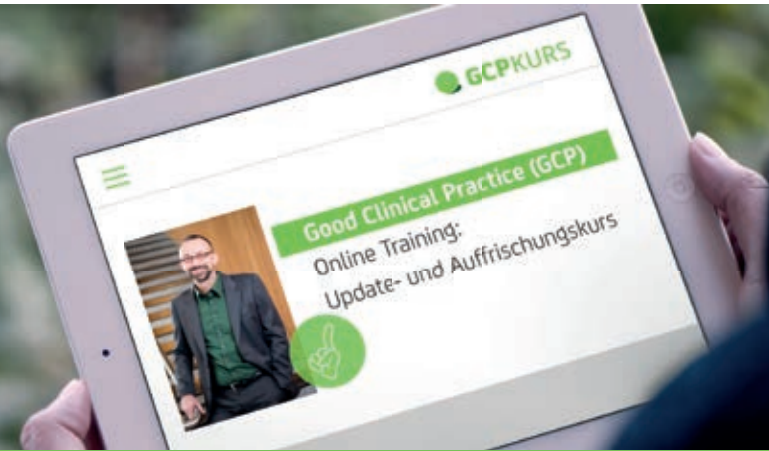 GCPKURS
Good Clinical Practice (GCP)
Online Training:
Update- und Auffrischungskurs